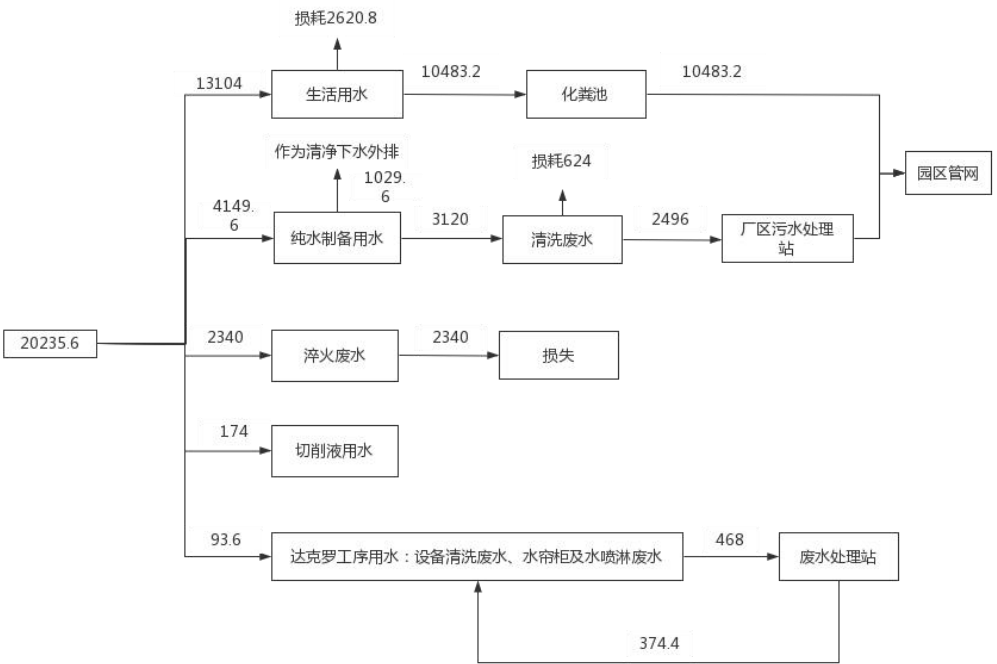 损耗2620.8
13104
生活用水
10483.2
化粪池
10483.2
作为清净下水外排
1029.
6
损耗624
园区管网
4149.
6
纯水制备用水
3120
清洗废水
2496
厂区污水处理
站
20235.6
2340
淬火废水
2340
损失
174
切削液用水
93.6
达克罗工序用水：设备清洗废水、水帘柜及水喷淋废水
468
废水处理站
374.4